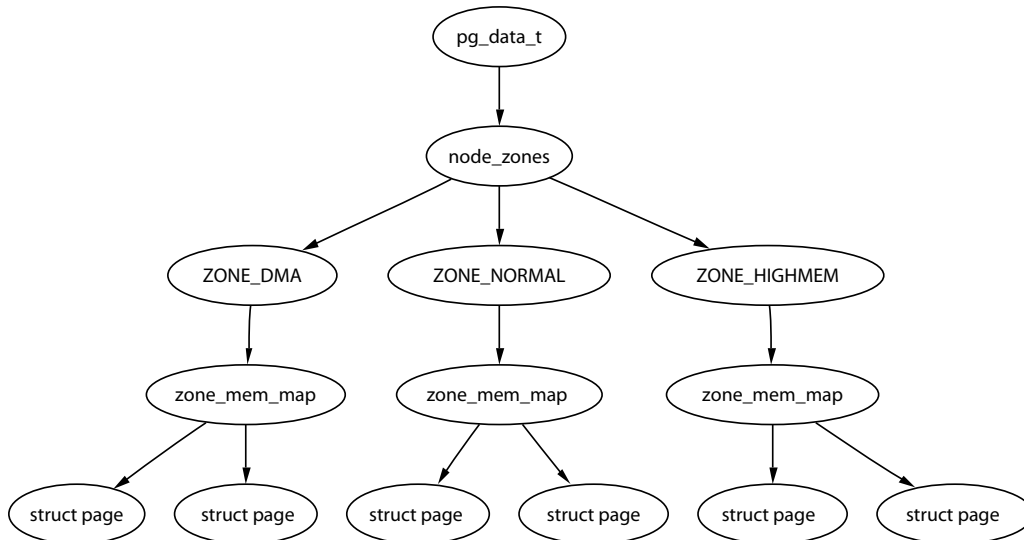 pg_data_t
node_zones
ZONE_DMA
ZONE_NORMAL
ZONE_HIGHMEM
zone_mem_map
zone_mem_map
zone_mem_map
struct page
struct page
struct page
struct page
struct page
struct page